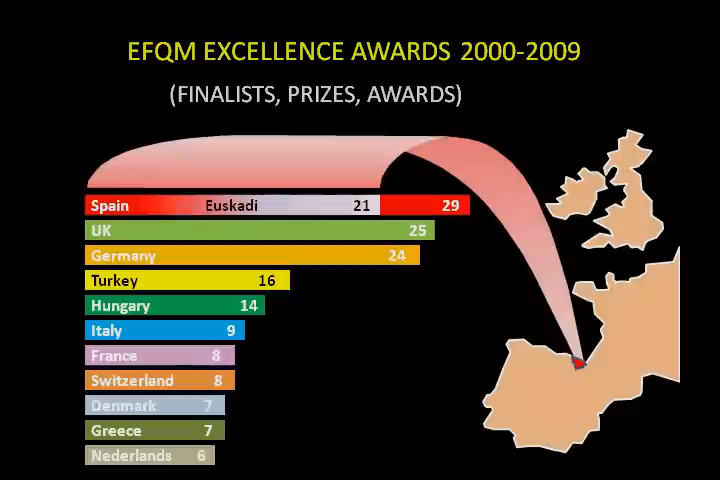 EFQM EXCELLENCE AWARDS 2000-2009
(FINALISTS, PRIZES, AWARDS)
Spain Euskadi 21 29
UK 25
Germany 24
Turkey 16
Hungary 14
Italy 9
France 8
Switzerland 8
Denmark 7
Greece 7
Nederlands 6